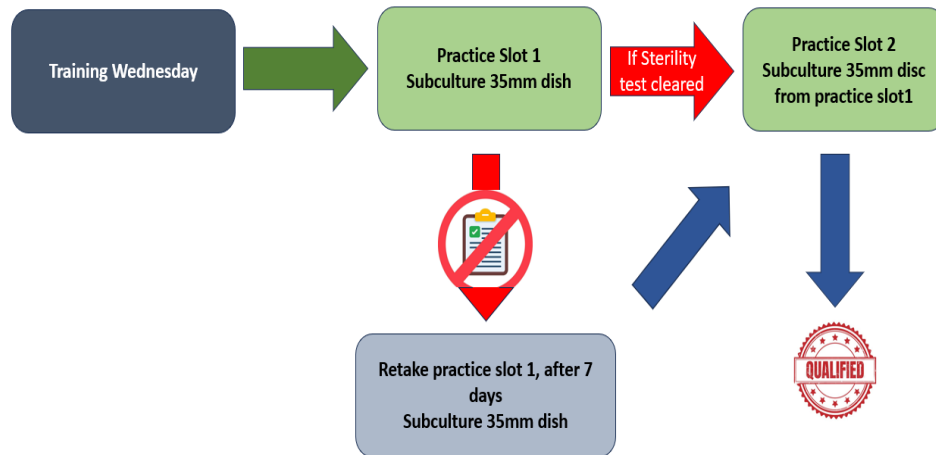 Training Wednesday
Practice Slot 1
Subculture 35mm dish
If Sterility
test cleared
Practice Slot 2
Subculture 35mm disc
from practice slot1
Retake practice slot 1, after 7
days
Subculture 35mm dish
QUALIFIED